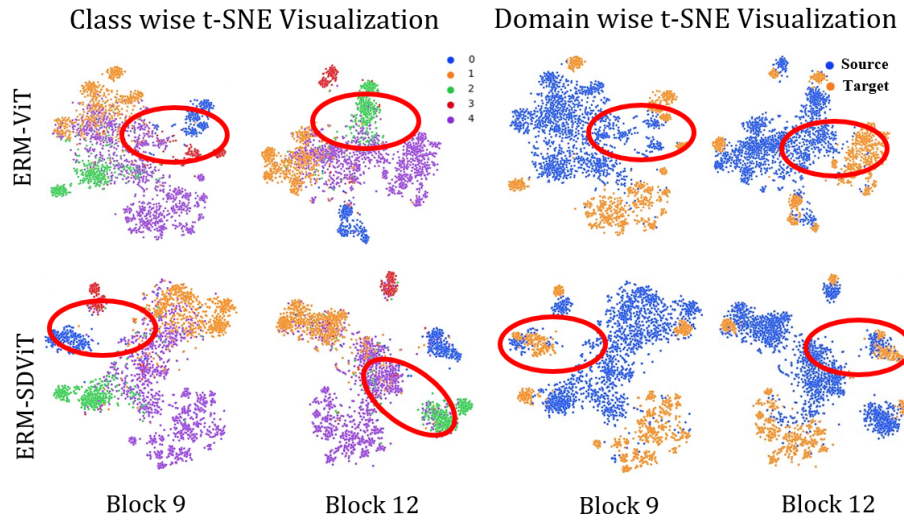 Class wise t-SNE Visualization
Domain wise t-SNE Visualization
ERM-ViT
0
1
2
3
4
Source
Target
ERM-SDViT
Block 9
Block 12
Block 9
Block 12